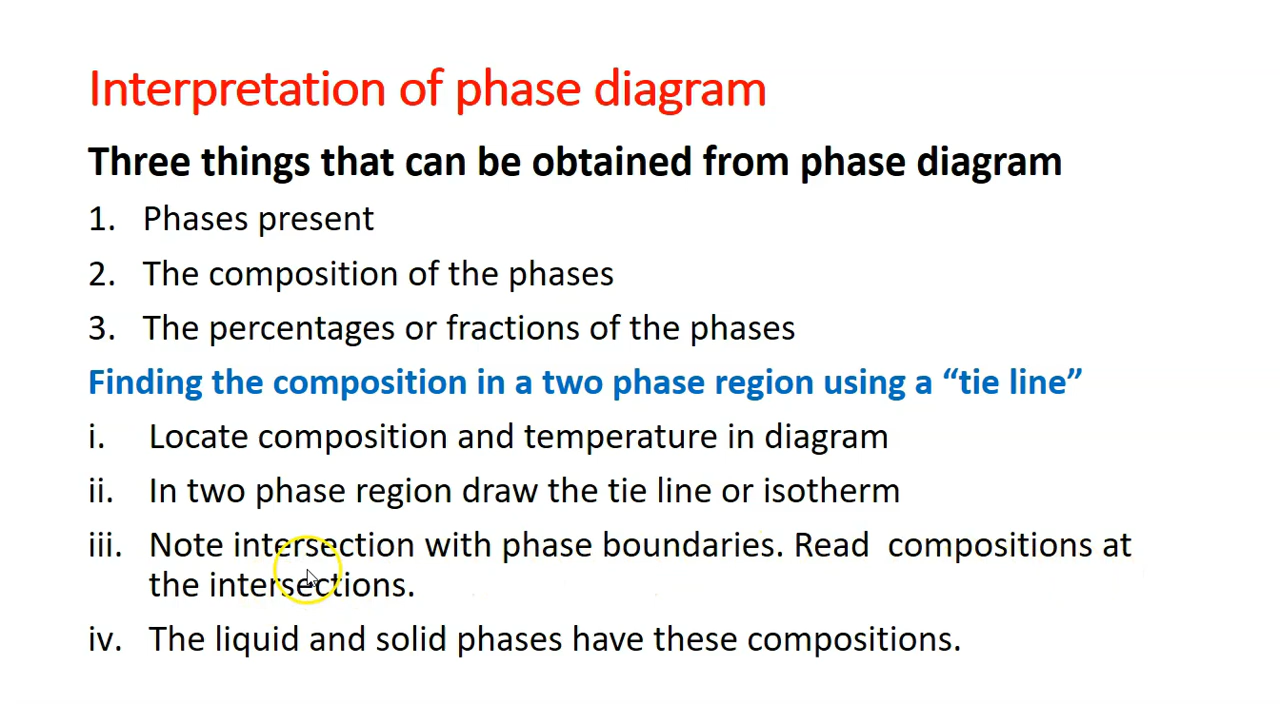 Interpretation of phase diagram
Three things that can be obtained from phase diagram
1. Phases present
2. The composition of the phases
3. The percentages or fractions of the phases
Finding the composition in a two phase region using a “tie line”
i. Locate composition and temperature in diagram
ii. In two phase region draw the tie line or isotherm
iii. Note intersection with phase boundaries. Read compositions at
the intersections.
iv. The liquid and solid phases have these compositions.